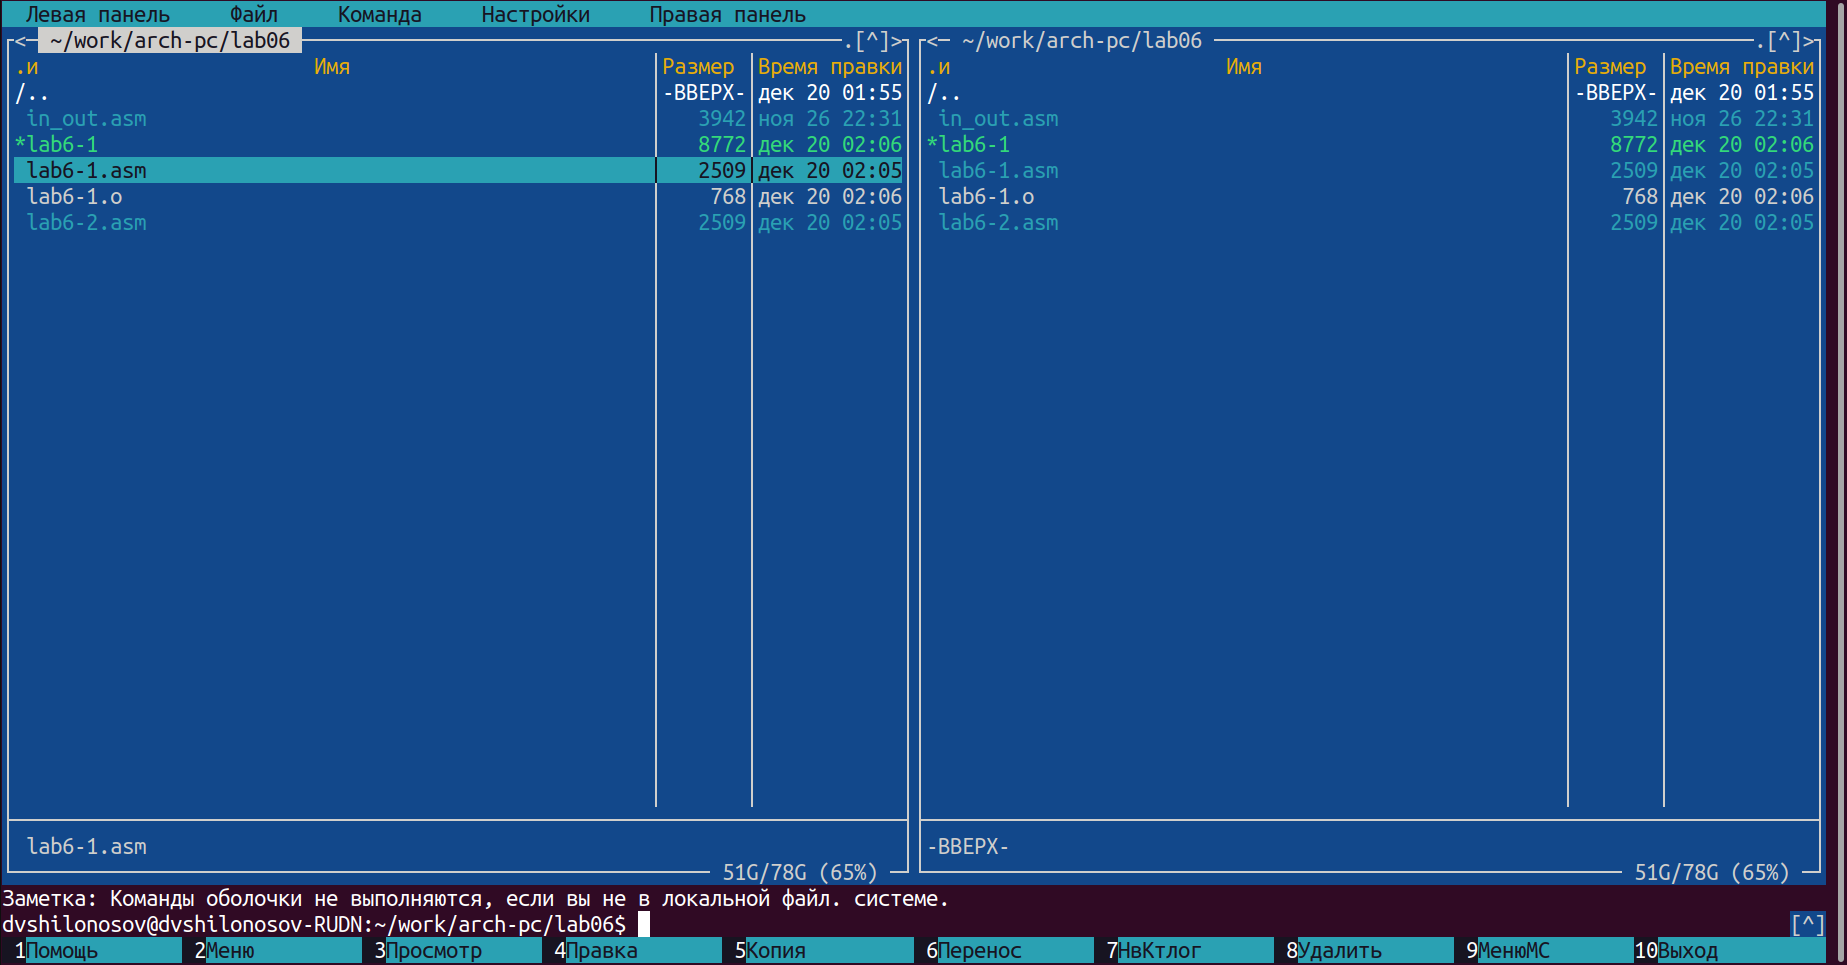 Левая панель     Файл     Команда     Настройки     Правая панель
<─ ~/work/arch-pc/lab06 ─.[^]> <─ ~/work/arch-pc/lab06 ─.[^]>
.и Имя Размер Время правки .и Имя Размер Время правки
/.. -ВВЕРХ- дек 20 01:55 /.. -ВВЕРХ- дек 20 01:55
in_out.asm 3942 ноя 26 22:31 in_out.asm 3942 ноя 26 22:31
*lab6-1 8772 дек 20 02:06 *lab6-1 8772 дек 20 02:06
lab6-1.asm 2509 дек 20 02:05 lab6-1.asm 2509 дек 20 02:05
lab6-1.o 768 дек 20 02:06 lab6-1.o 768 дек 20 02:06
lab6-2.asm 2509 дек 20 02:05 lab6-2.asm 2509 дек 20 02:05
lab6-1.asm -ВВЕРХ-
51G/78G (65%) 51G/78G (65%)
Заметка: Команды оболочки не выполняются, если вы не в локальной файл. системе.
dvshilonosov@dvshilonosov-RUDN:~/work/arch-pc/lab06$ [^]
1Помощь 2Меню 3Просмотр 4Правка 5Копия 6Перенос 7НвКтлог 8Удалить 9МенюМС 10Выход